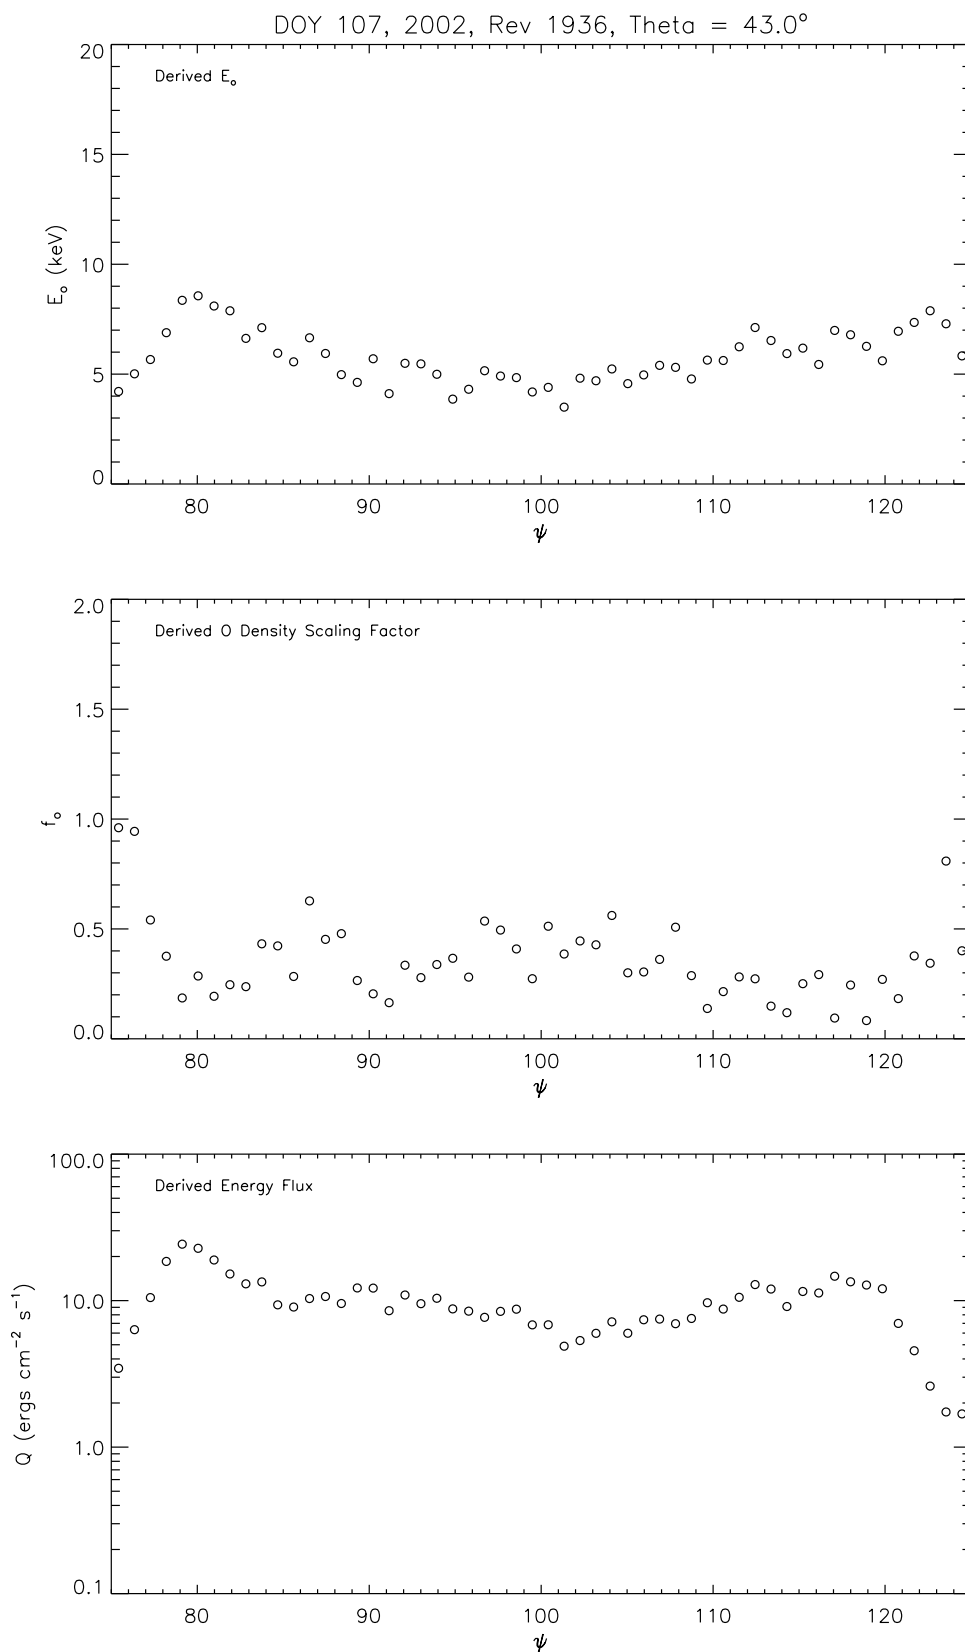 DOY 107, 2002, Rev 1936, Theta = 43.0°
20
Derived Eₒ
15
10
5
0
Eₒ (keV)
80 90 100 110 120
ψ
2.0
Derived O Density Scaling Factor
1.5
1.0
0.5
0.0
fₒ
80 90 100 110 120
ψ
100.0
Derived Energy Flux
10.0
1.0
0.1
Q (ergs cm⁻² s⁻¹)
80 90 100 110 120
ψ